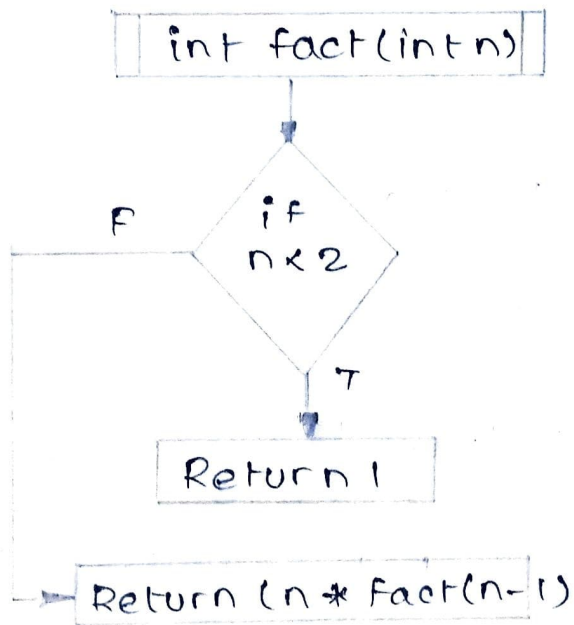 int fact(int n)
if
n<2
F
T
Return 1
Return (n * Fact(n-1)